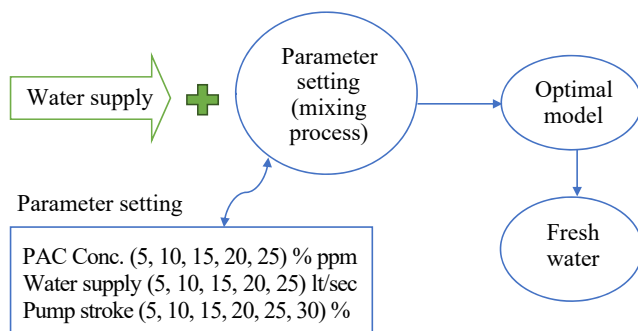 Water supply
Parameter
setting
(mixing
process)
Optimal
model
Fresh
water
Parameter setting
PAC Conc. (5, 10, 15, 20, 25) % ppm
Water supply (5, 10, 15, 20, 25) lt/sec
Pump stroke (5, 10, 15, 20, 25, 30) %